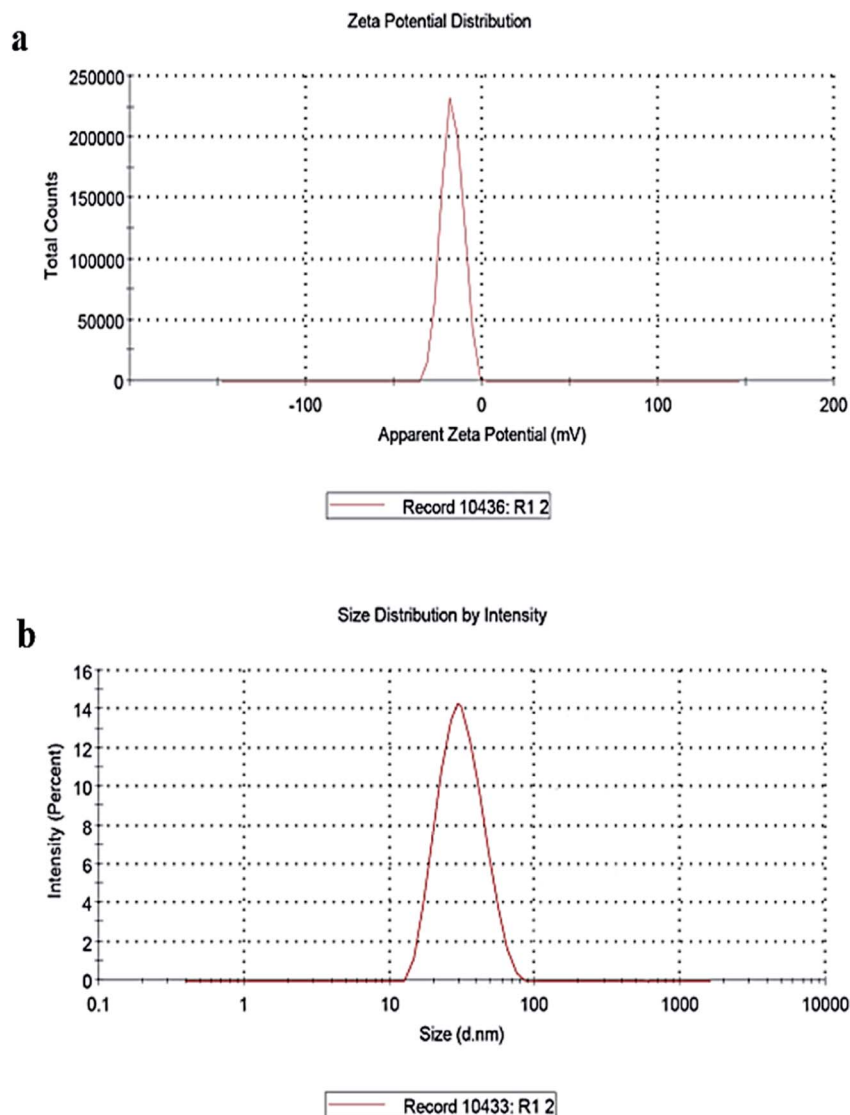 a
Zeta Potential Distribution
250000
200000
150000
100000
50000
0
Total Counts
-100 0 100 200
Apparent Zeta Potential (mV)
Record 10436: R1 2
b
Size Distribution by Intensity
16
14
12
10
8
6
4
2
0
Intensity (Percent)
0.1 1 10 100 1000 10000
Size (d.nm)
Record 10433: R1 2